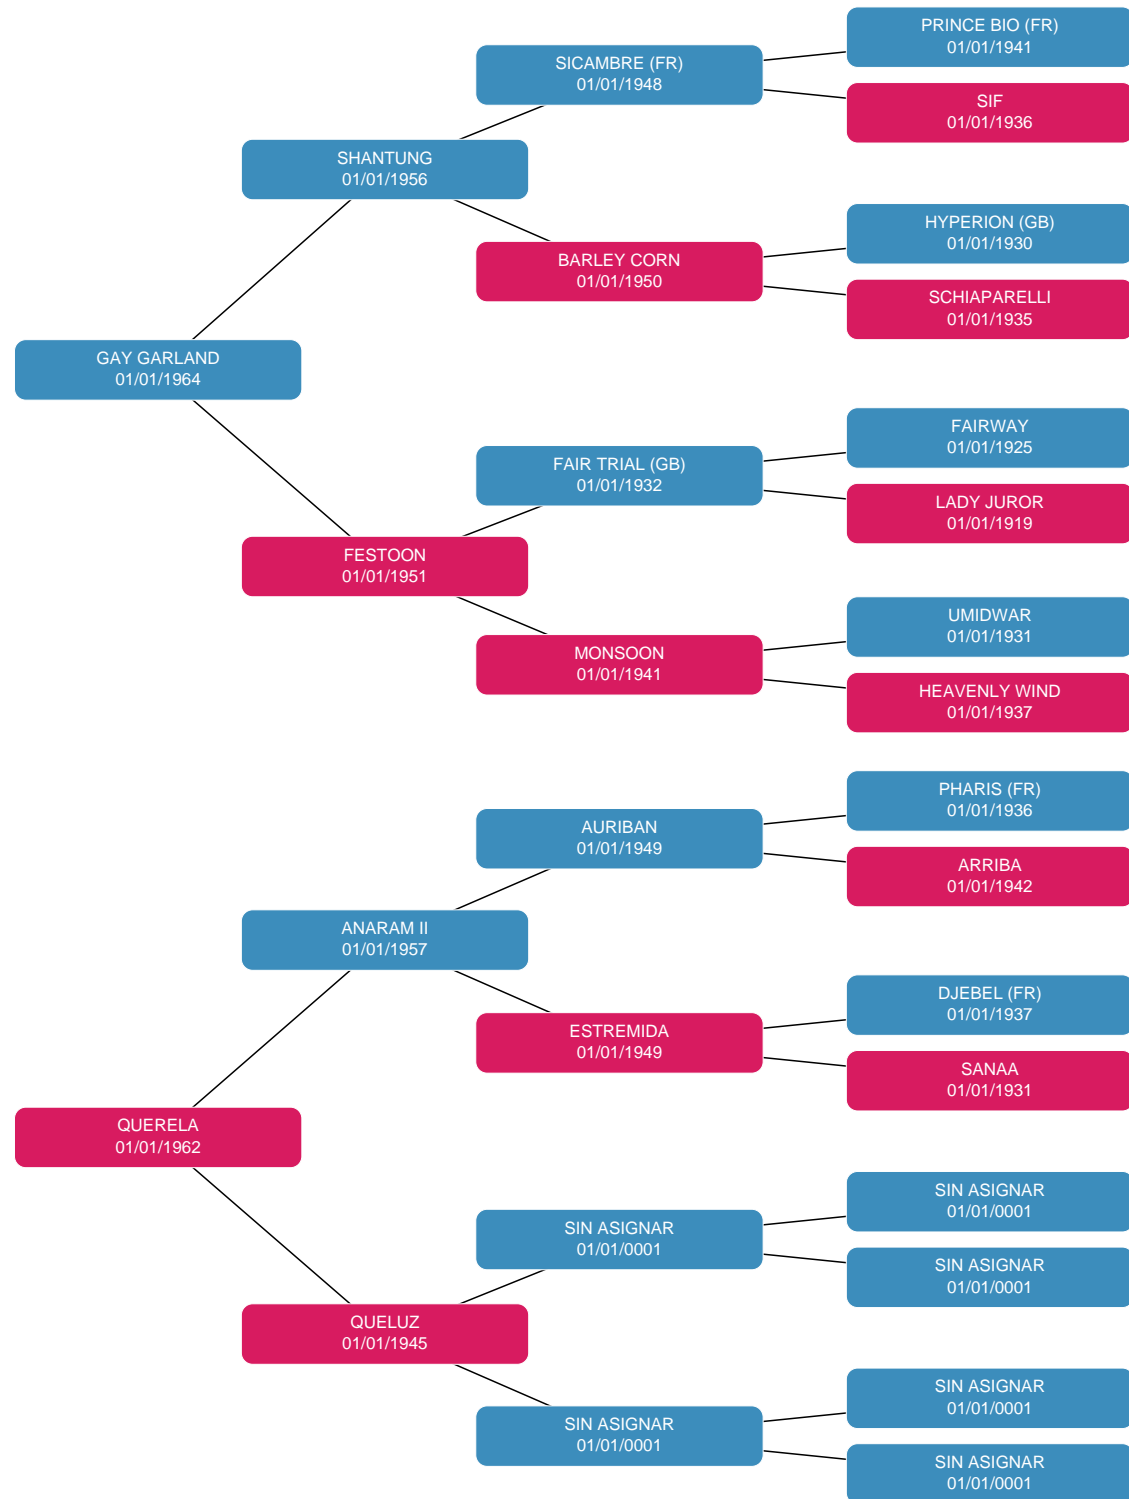 PRINCE BIO (FR)
01/01/1941
SICAMBRE (FR)
01/01/1948
SIF
01/01/1936
SHANTUNG
01/01/1956
HYPERION (GB)
01/01/1930
BARLEY CORN
01/01/1950
SCHIAPARELLI
01/01/1935
GAY GARLAND
01/01/1964
FAIRWAY
01/01/1925
FAIR TRIAL (GB)
01/01/1932
LADY JUROR
01/01/1919
FESTOON
01/01/1951
UMIDWAR
01/01/1931
MONSOON
01/01/1941
HEAVENLY WIND
01/01/1937
PHARIS (FR)
01/01/1936
AURIBAN
01/01/1949
ARRIBA
01/01/1942
ANARAM II
01/01/1957
DJEBEL (FR)
01/01/1937
ESTREMIDA
01/01/1949
SANAA
01/01/1931
QUERELA
01/01/1962
SIN ASIGNAR
01/01/0001
SIN ASIGNAR
01/01/0001
SIN ASIGNAR
01/01/0001
QUELUZ
01/01/1945
SIN ASIGNAR
01/01/0001
SIN ASIGNAR
01/01/0001
SIN ASIGNAR
01/01/0001